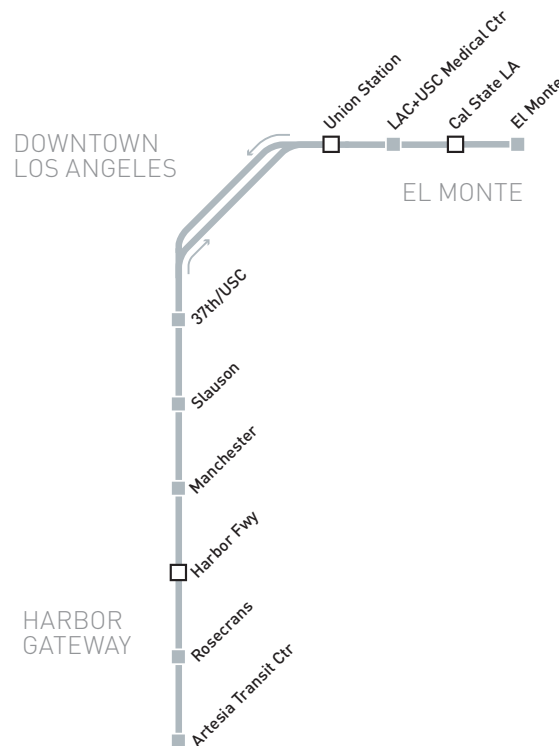 Union Station
LAC+USC Medical Ctr
Cal State LA
El Monte
DOWNTOWN
LOS ANGELES
EL MONTE
37th/USC
Slauson
Manchester
Harbor Fwy
HARBOR
GATEWAY
Rosecrans
Artesia Transit Ctr